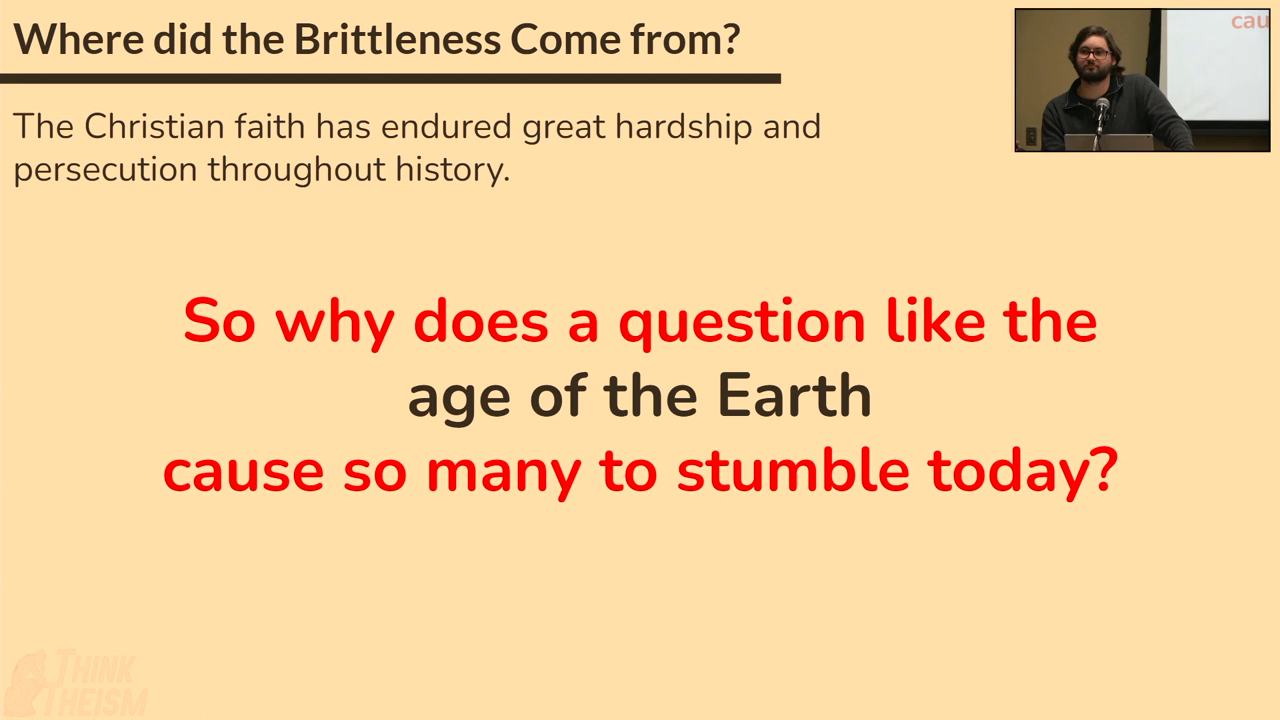 Where did the Brittleness Come from?
The Christian faith has endured great hardship and
persecution throughout history.
cau
So why does a question like the
age of the Earth
cause so many to stumble today?
THINK
THEISM